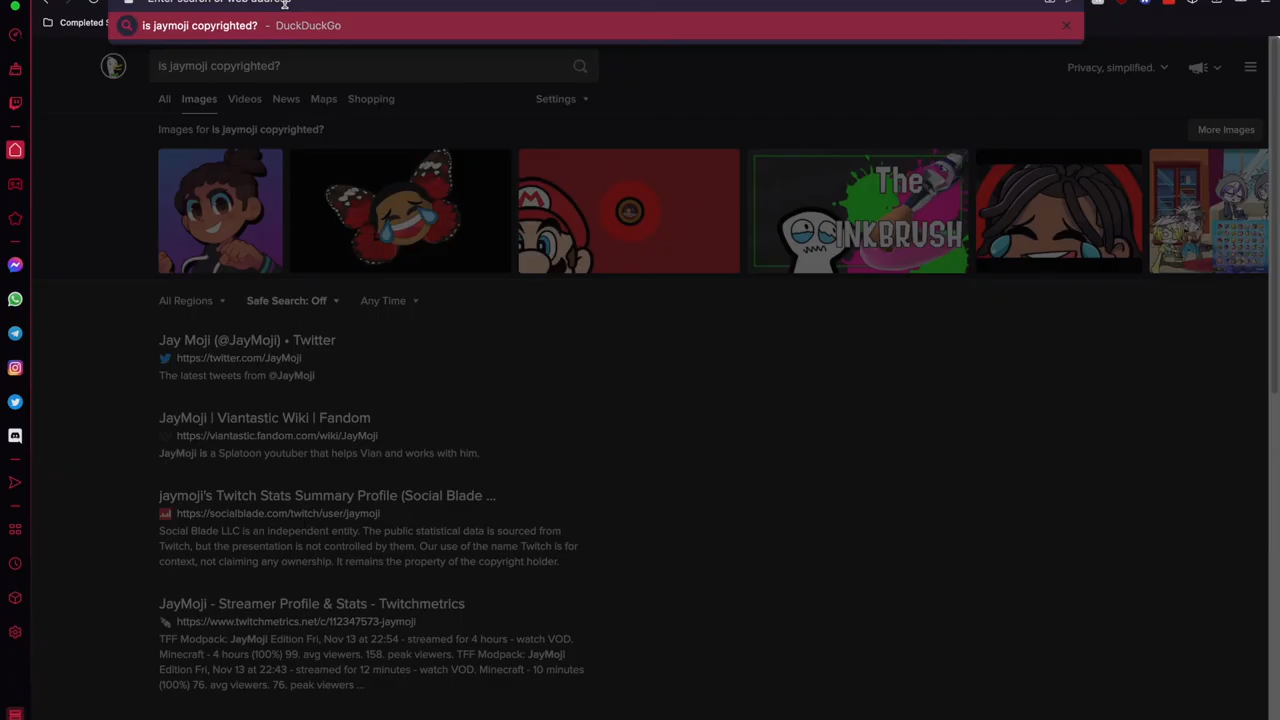 Enter search or web address
Completed S
is jaymoji copyrighted? - DuckDuckGo
is jaymoji copyrighted?
Privacy, simplified.
All Images Videos News Maps Shopping Settings
Images for is jaymoji copyrighted?
More Images
The
INKBRUSH
All Regions Safe Search: Off Any Time
Jay Moji (@JayMoji) • Twitter
https://twitter.com/JayMoji
The latest tweets from @JayMoji
JayMoji | Viantastic Wiki | Fandom
https://viantastic.fandom.com/wiki/JayMoji
JayMoji is a Splatoon youtuber that helps Vian and works with him.
jaymoji's Twitch Stats Summary Profile (Social Blade ...
https://socialblade.com/twitch/user/jaymoji
Social Blade LLC is an independent entity. The public statistical data is sourced from
Twitch, but the presentation is not controlled by them. Our use of the name Twitch is for
context, not claiming any ownership. It remains the property of the copyright holder.
JayMoji - Streamer Profile & Stats - Twitchmetrics
https://www.twitchmetrics.net/c/112347573-jaymoji
TFF Modpack: JayMoji Edition Fri, Nov 13 at 22:54 - streamed for 4 hours - watch VOD.
Minecraft - 4 hours (100%) 99. avg viewers. 158. peak viewers. TFF Modpack: JayMoji
Edition Fri, Nov 13 at 22:43 - streamed for 12 minutes - watch VOD. Minecraft - 10 minutes
(100%) 76. avg viewers. 76. peak viewers ...